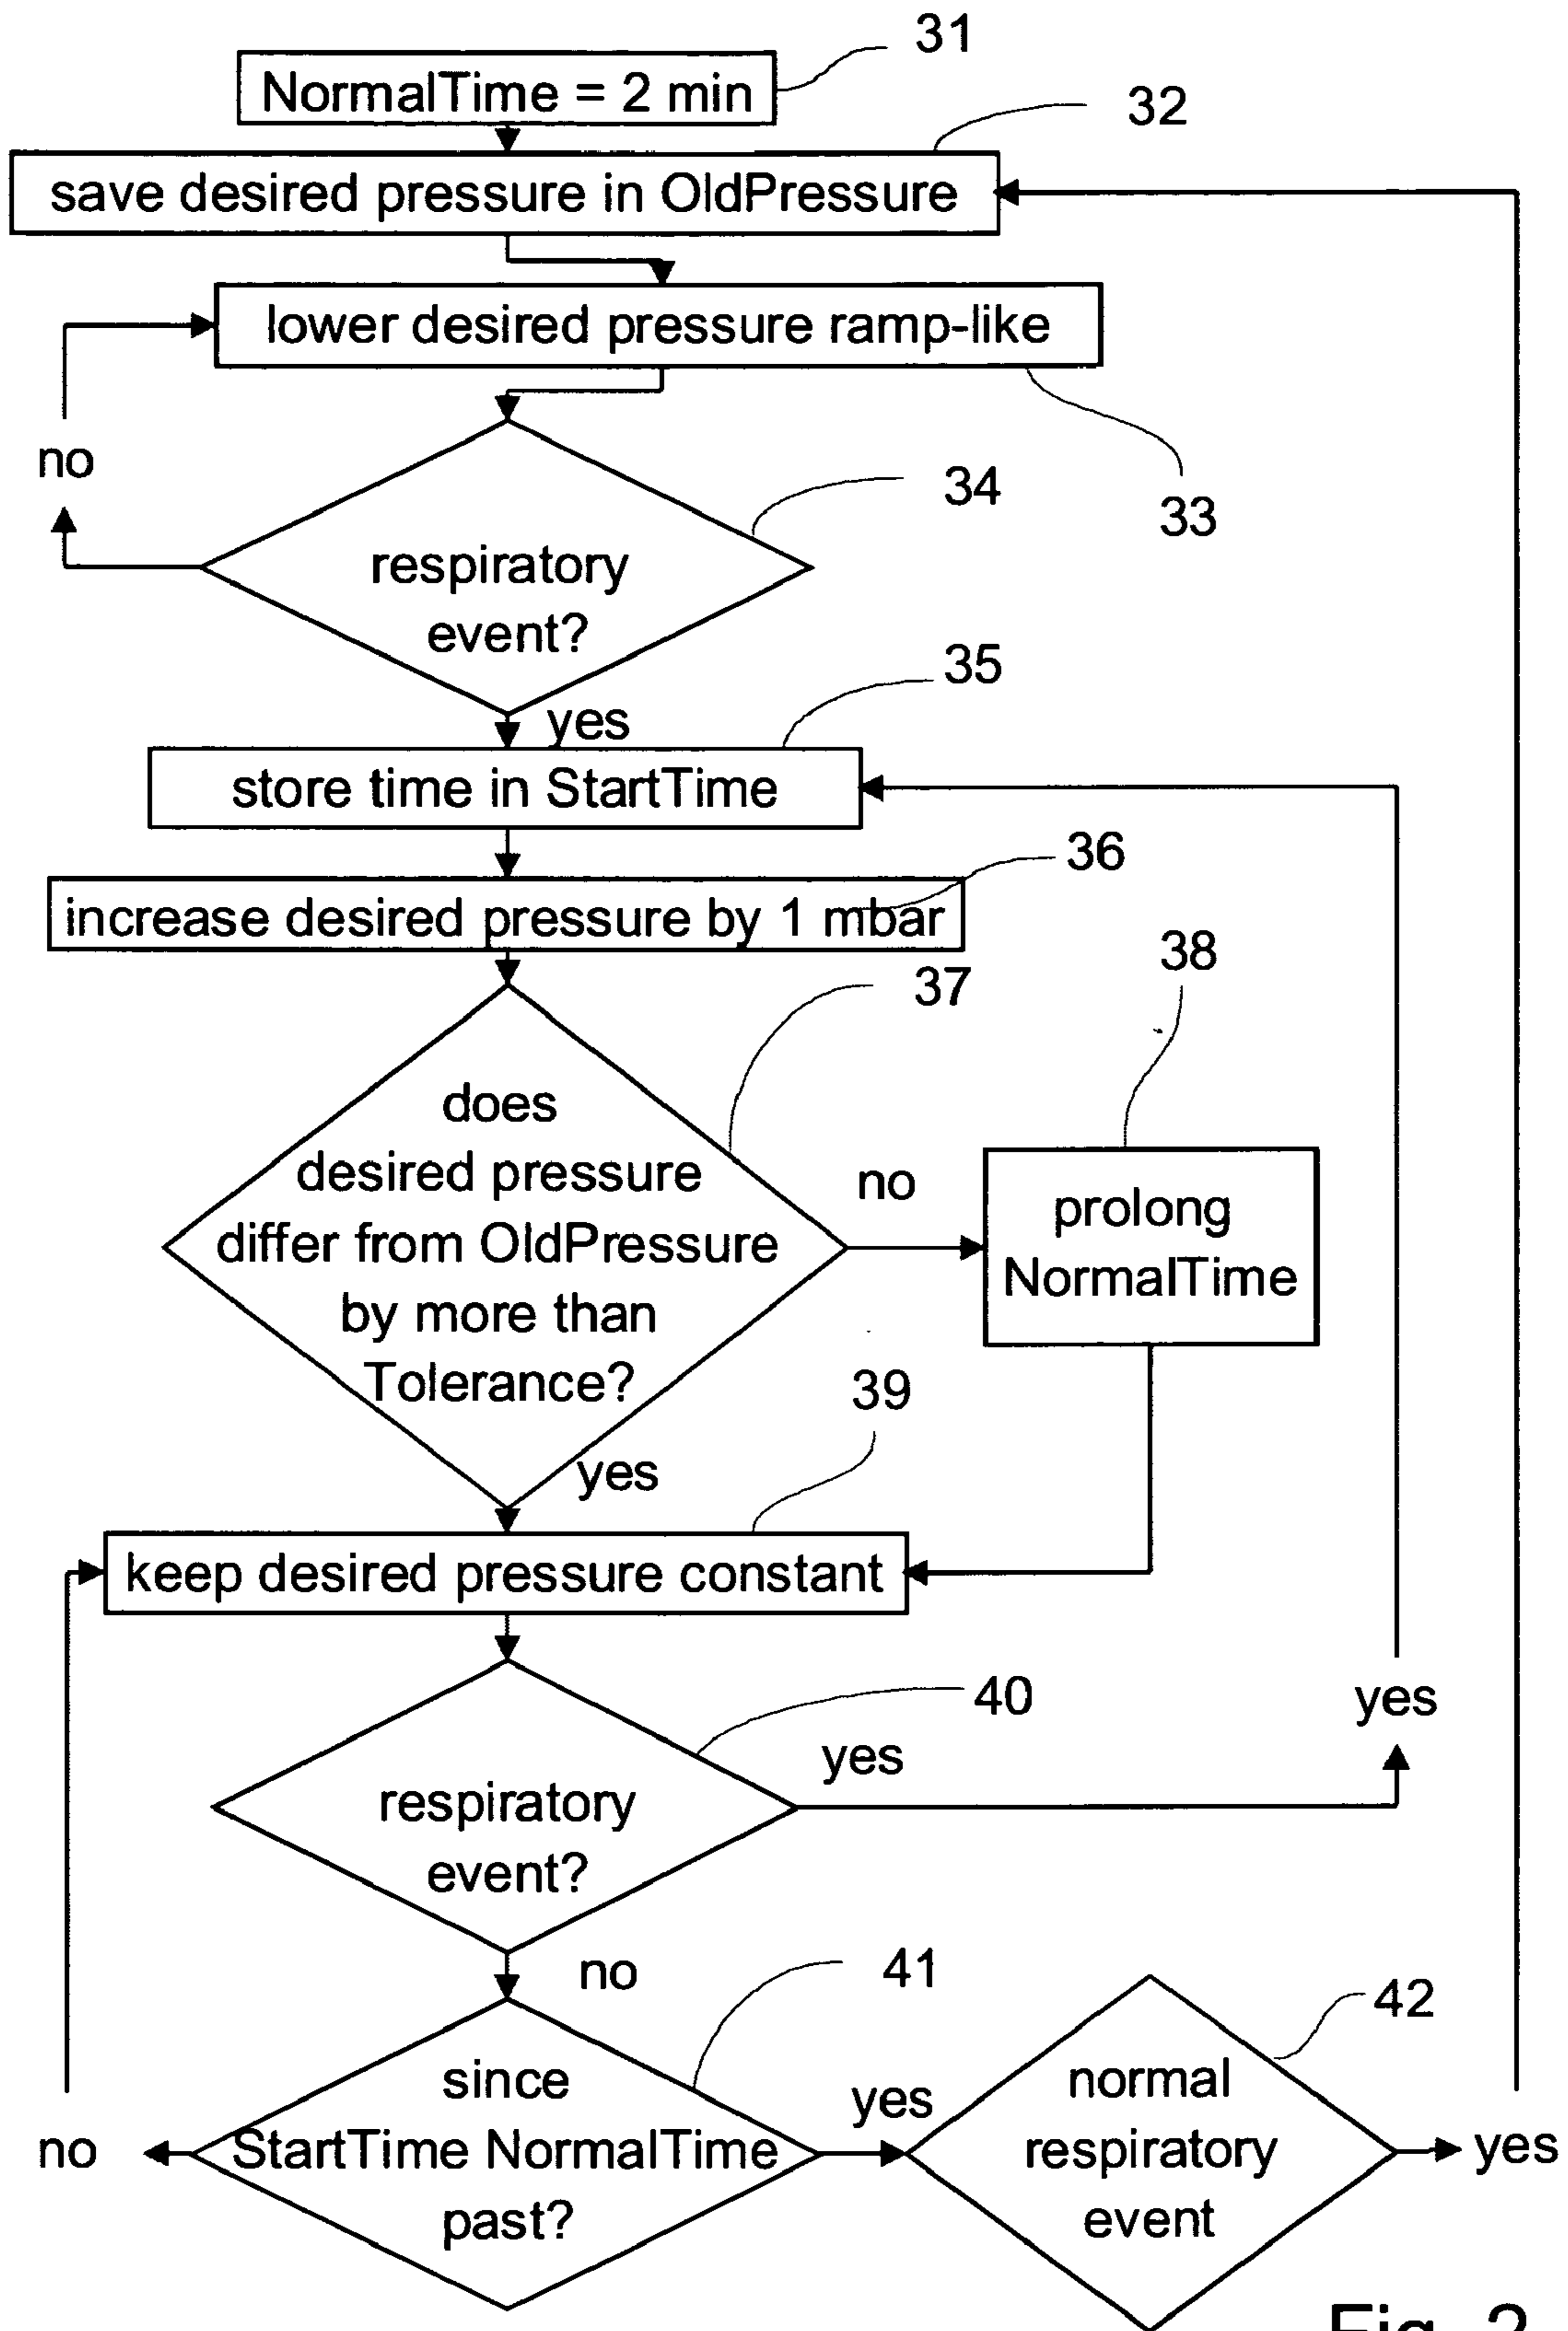 31
NormalTime = 2 min
32
save desired pressure in OldPressure
lower desired pressure ramp-like
no
34
33
respiratory
event?
35
yes
store time in StartTime
36
increase desired pressure by 1 mbar
38
37
does
desired pressure
no
differ from OldPressure
by more than
Tolerance?
prolong
NormalTime
39
yes
keep desired pressure constant
40
yes
yes
respiratory
event?
no
41
42
since
StartTime NormalTime
past?
no
yes
normal
respiratory
event
yes
Fig. 2